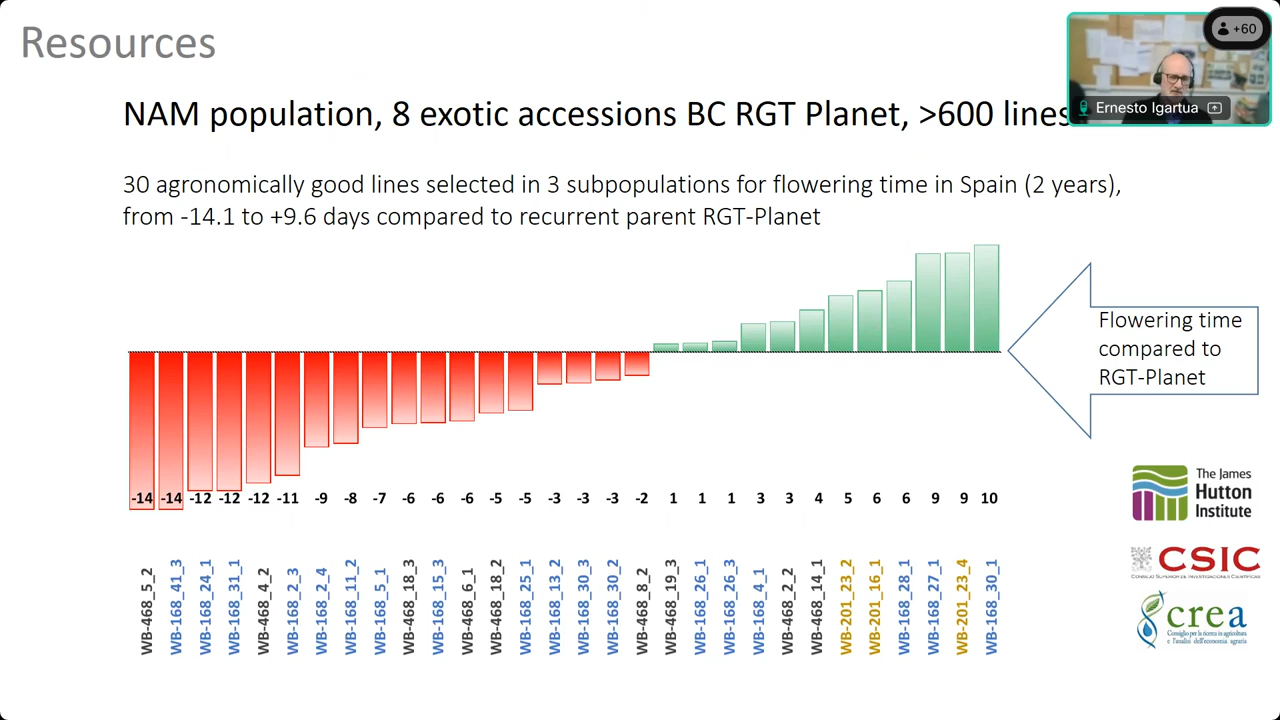 Resources
+60
Ernesto Igartua
NAM population, 8 exotic accessions BC RGT Planet, >600 lines
30 agronomically good lines selected in 3 subpopulations for flowering time in Spain (2 years),
from -14.1 to +9.6 days compared to recurrent parent RGT-Planet
Flowering time
compared to
RGT-Planet
-14 -14 -12 -12 -12 -11 -9 -8 -7 -6 -6 -6 -5 -5 -3 -3 -3 -2 1 1 1 3 3 4 5 6 6 9 9 10
WB-468_5_2
WB-168_41_3
WB-168_24_1
WB-168_31_1
WB-468_4_2
WB-168_2_3
WB-168_2_4
WB-168_11_2
WB-168_5_1
WB-468_18_3
WB-168_15_3
WB-468_6_1
WB-468_18_2
WB-168_25_1
WB-168_13_2
WB-168_30_3
WB-168_30_2
WB-468_8_2
WB-468_19_3
WB-168_26_1
WB-168_26_3
WB-168_4_1
WB-468_2_2
WB-468_14_1
WB-201_23_2
WB-201_16_1
WB-168_28_1
WB-168_27_1
WB-201_23_4
WB-168_30_1
The James
Hutton
Institute
CSIC
CONSEJO SUPERIOR DE INVESTIGACIONES CIENTÍFICAS
crea
Consiglio per la ricerca in agricoltura
e l'analisi dell'economia agraria